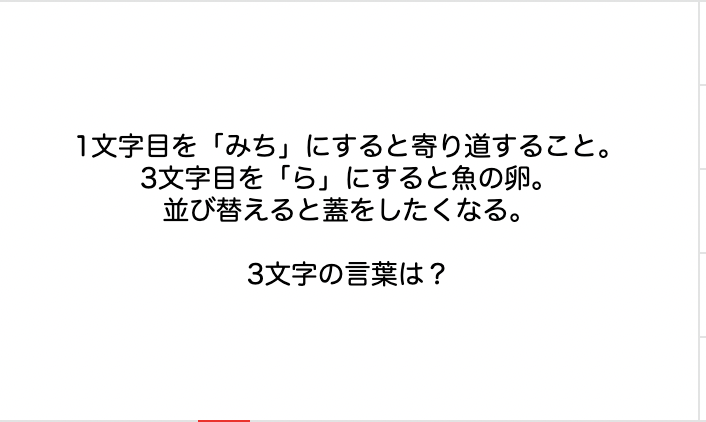 1文字目を「みち」にすると寄り道すること。
3文字目を「ら」にすると魚の卵。
並び替えると蓋をしたくなる。
3文字の言葉は？